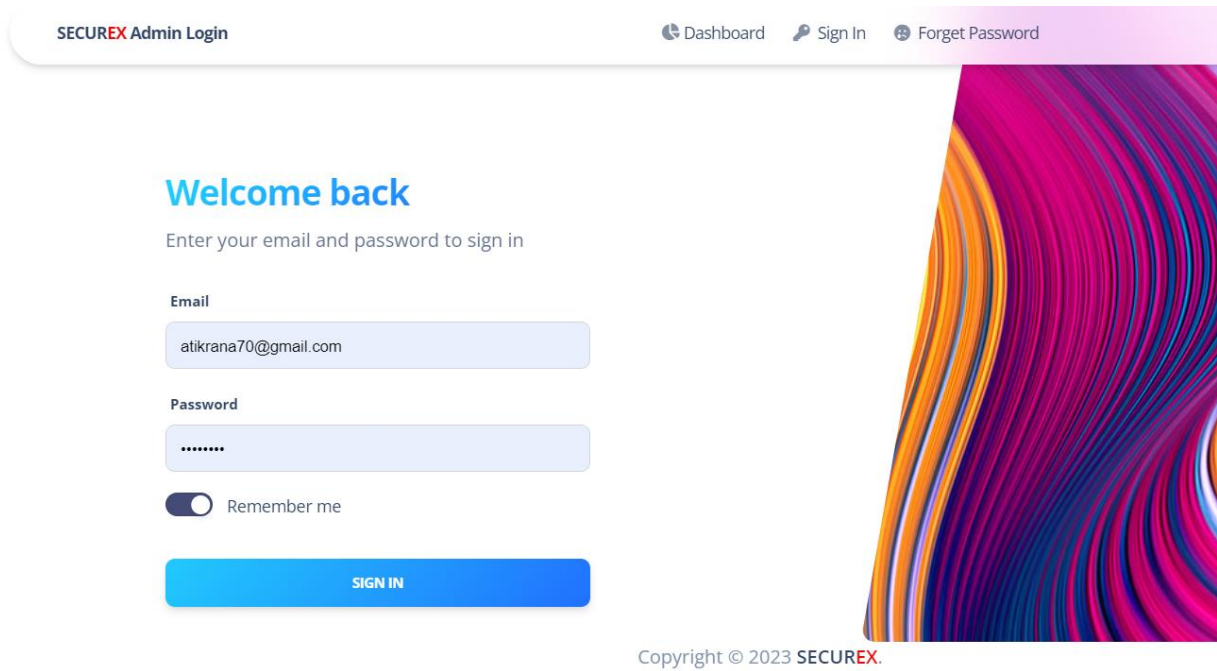 SECUREX Admin Login
Dashboard Sign In Forget Password
Welcome back
Enter your email and password to sign in
Email
atikrana70@gmail.com
Password
••••••••
Remember me
SIGN IN
Copyright © 2023 SECUREX.